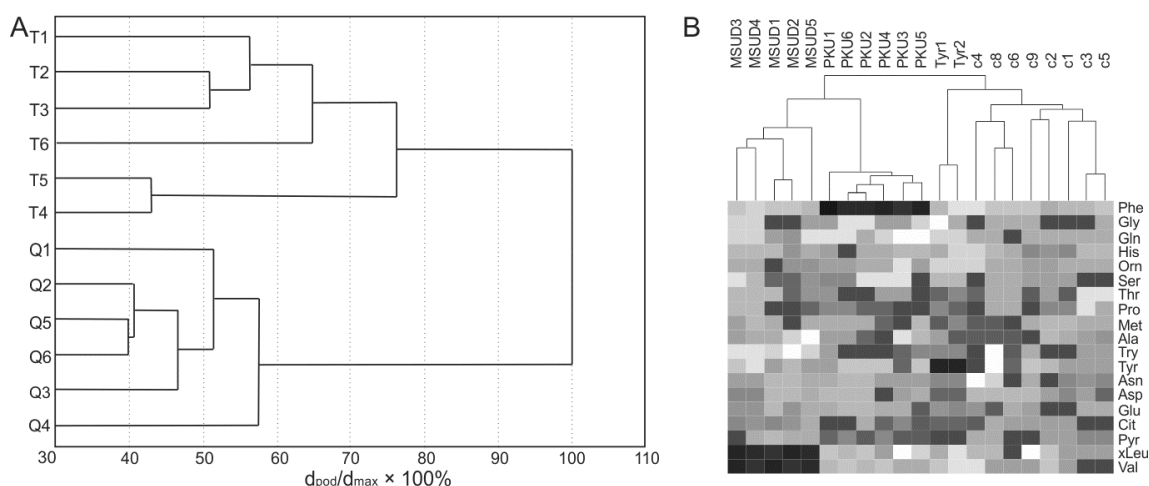 A
T1
T2
T3
T6
T5
T4
Q1
Q2
Q5
Q6
Q3
Q4
30 40 50 60 70 80 90 100 110
dpod/dmax × 100%
B
MSUD3 MSUD4 MSUD1 MSUD2 MSUD5 PKU1 PKU6 PKU2 PKU4 PKU3 PKU5 Tyr1 Tyr2 c4 c8 c6 c9 c2 c1 c3 c5
Phe
Gly
Gln
His
Orn
Ser
Thr
Pro
Met
Ala
Try
Tyr
Asn
Asp
Glu
Cit
Pyr
xLeu
Val